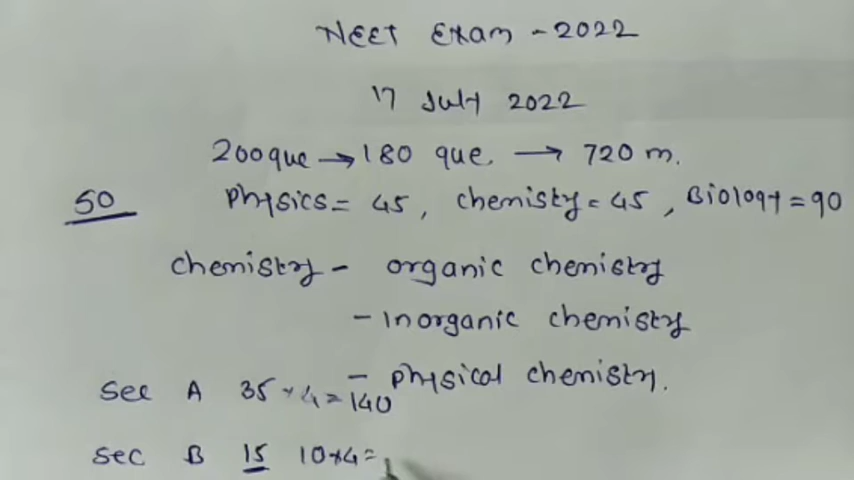 NEET Exam - 2022
17 July 2022
200 que → 180 que. → 720 m.
50 Physics = 45, chemisty = 45, Biology = 90
chemistry - organic chemistry
- inorganic chemistry
- physical chemistry.
Sec A 35 × 4 = 140
Sec B 15 10 × 4 =